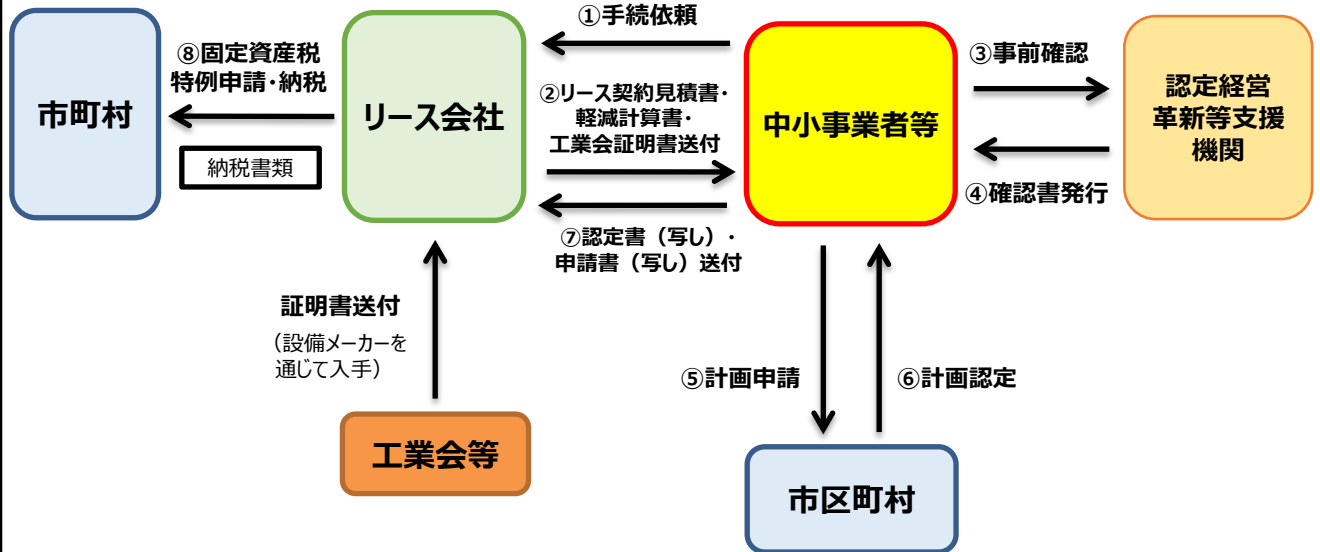 ①手続依頼
⑧固定資産税
特例申請・納税
市町村
納税書類
リース会社
②リース契約見積書・
軽減計算書・
工業会証明書送付
中小事業者等
③事前確認
認定経営
革新等支援
機関
④確認書発行
⑦認定書（写し）・
申請書（写し）送付
証明書送付
（設備メーカーを
通じて入手）
⑤計画申請
⑥計画認定
工業会等
市区町村